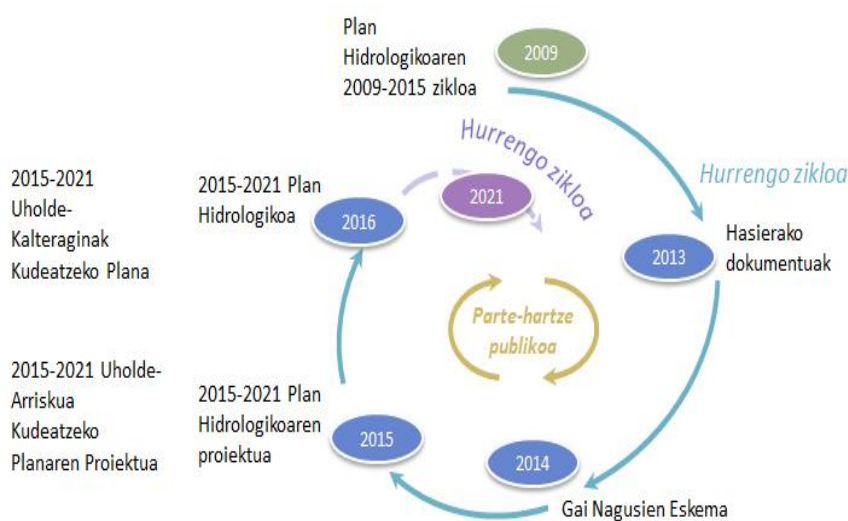 Plan
Hidrologikoaren
2009-2015 zikloa
2009
Hurrengo zikloa
Hurrengo zikloa
2021
2013
Hasierako
dokumentuak
2015-2021
Uholde-
Kalteraginak
Kudeatzeko Plana
2015-2021 Plan
Hidrologikoa
2016
Parte-hartze
publikoa
2015-2021 Uholde-
Arriskua
Kudeatzeko
Planaren Proiektua
2015-2021 Plan
Hidrologikoaren
proiektua
2015
2014
Gai Nagusien Eskema